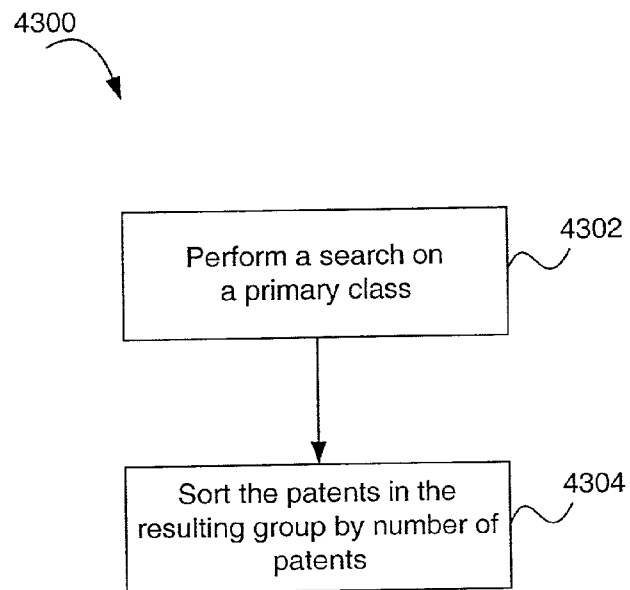 4300
Perform a search on
a primary class
4302
Sort the patents in the
resulting group by number of
patents
4304